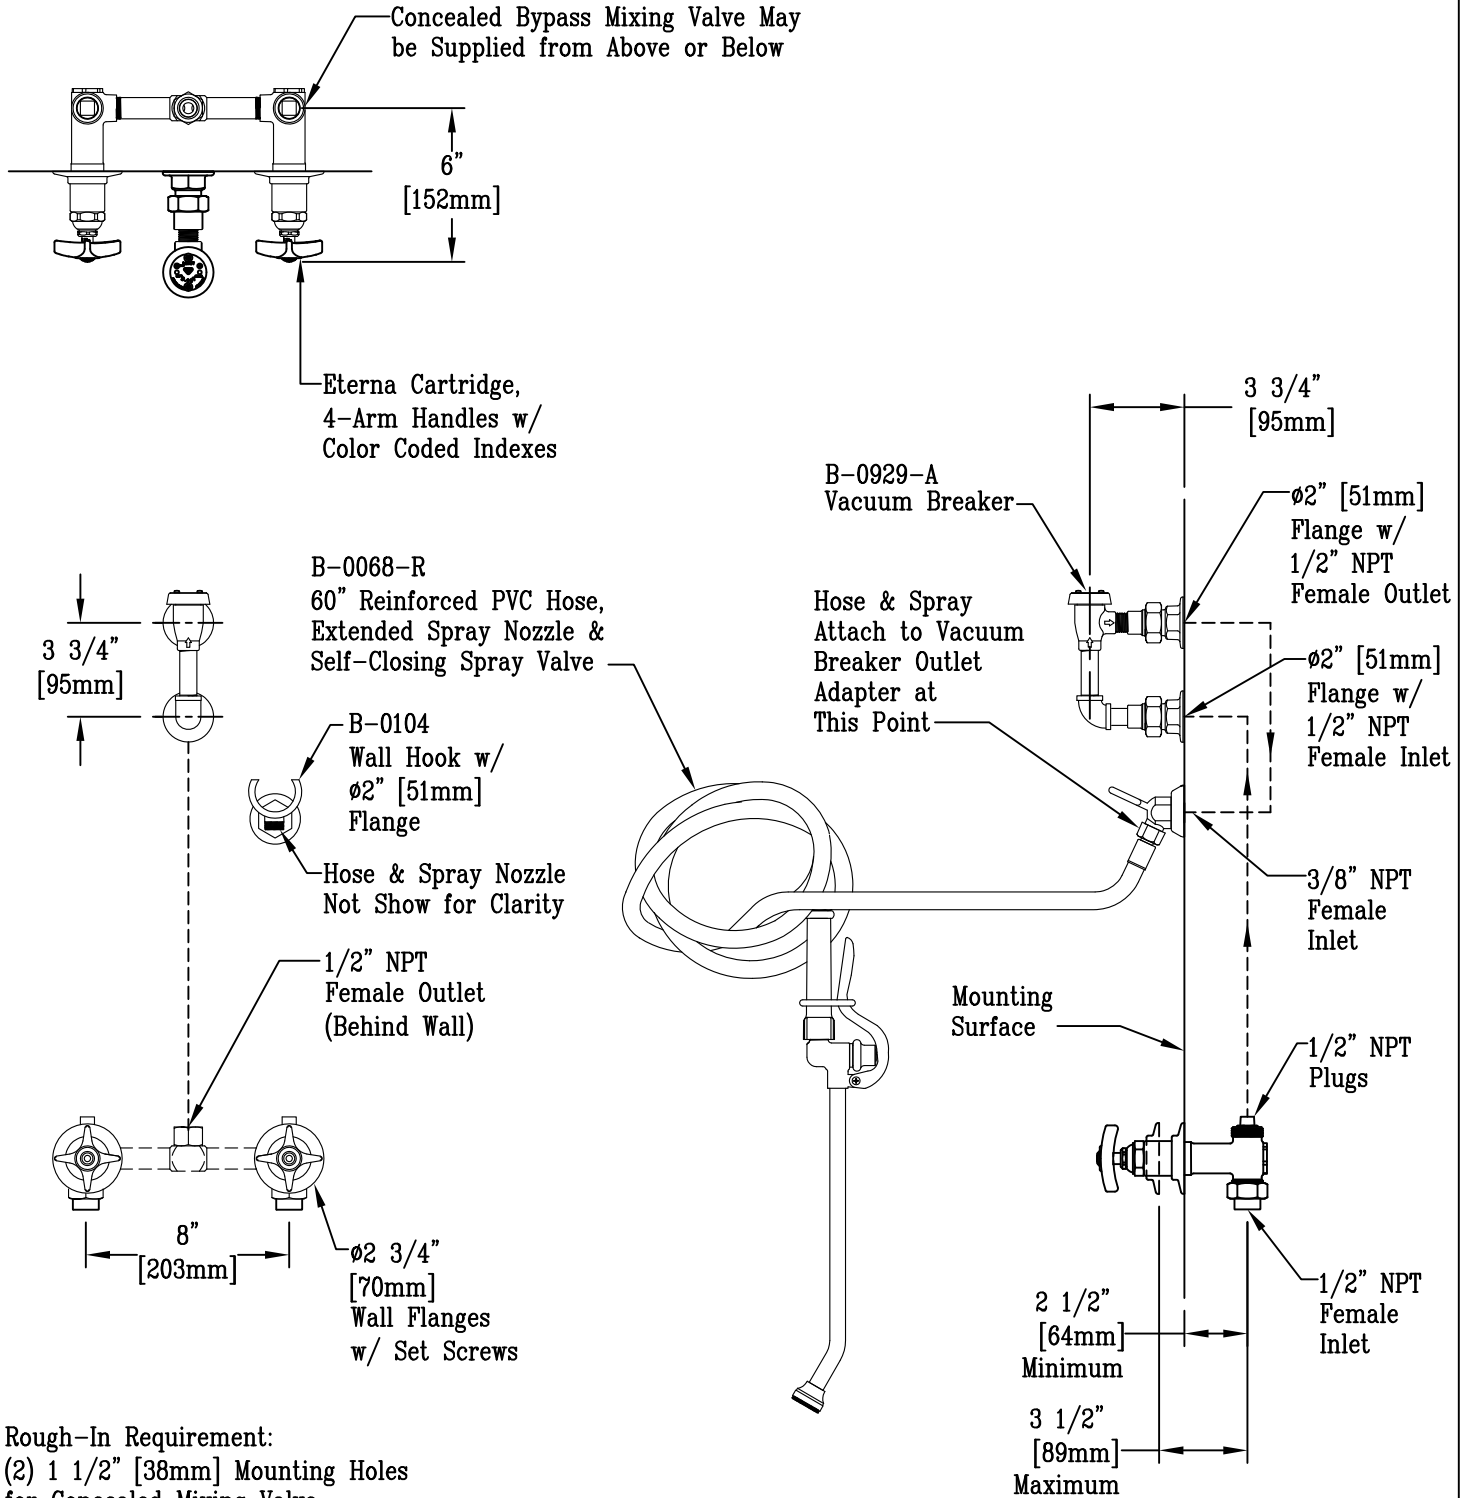 Concealed Bypass Mixing Valve May
be Supplied from Above or Below
6"
[152mm]
Eterna Cartridge,
4-Arm Handles w/
Color Coded Indexes
3 3/4"
[95mm]
B-0929-A
Vacuum Breaker
ø2" [51mm]
Flange w/
1/2" NPT
Female Outlet
B-0068-R
60" Reinforced PVC Hose,
Extended Spray Nozzle &
Self-Closing Spray Valve
Hose & Spray
Attach to Vacuum
Breaker Outlet
Adapter at
This Point
3 3/4"
[95mm]
ø2" [51mm]
Flange w/
1/2" NPT
Female Inlet
B-0104
Wall Hook w/
ø2" [51mm]
Flange
Hose & Spray Nozzle
Not Show for Clarity
3/8" NPT
Female
Inlet
1/2" NPT
Female Outlet
(Behind Wall)
Mounting
Surface
1/2" NPT
Plugs
8"
[203mm]
ø2 3/4"
[70mm]
Wall Flanges
w/ Set Screws
1/2" NPT
Female
Inlet
2 1/2"
[64mm]
Minimum
3 1/2"
[89mm]
Maximum
Rough-In Requirement:
(2) 1 1/2" [38mm] Mounting Holes
for Concealed Mixing Valve